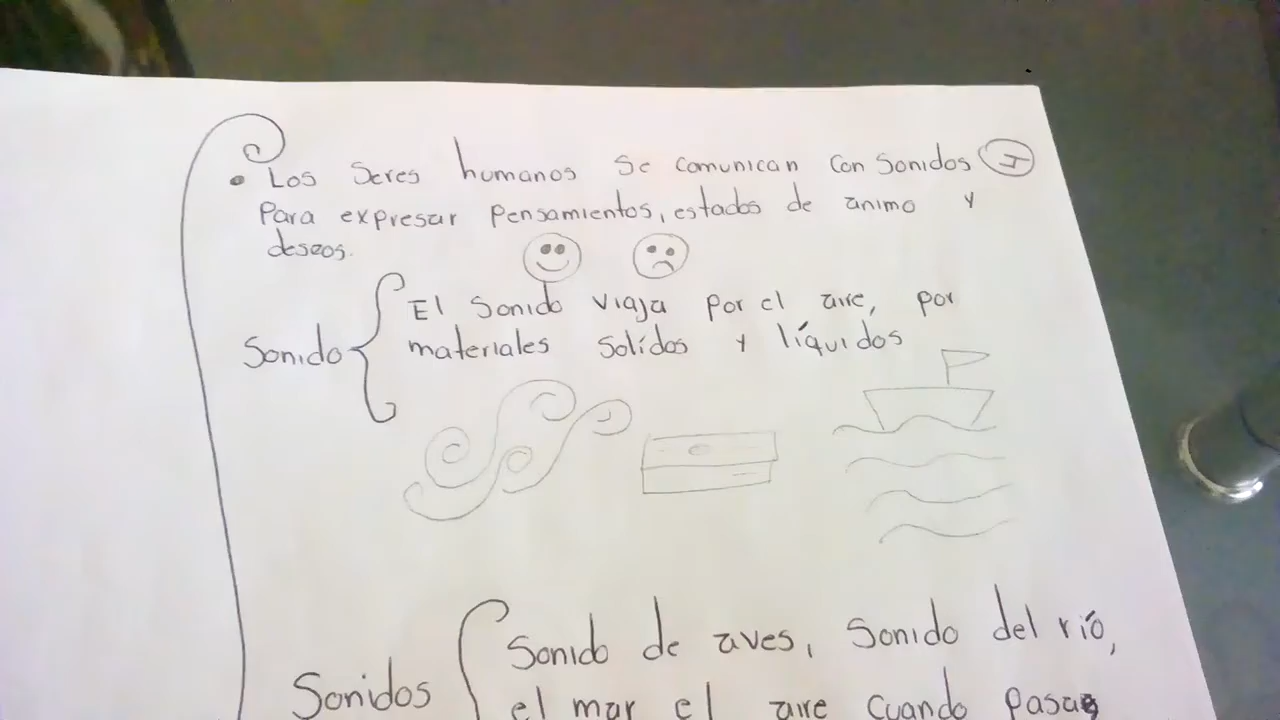 • Los Seres humanos Se comunican Con Sonidos I
Para expresar Pensamientos, estados de animo y
deseos.
Sonido { El Sonido viaja por el aire, por
materiales solídos y líquidos
Sonidos { Sonido de aves, Sonido del río,
el mar el aire cuando pasa